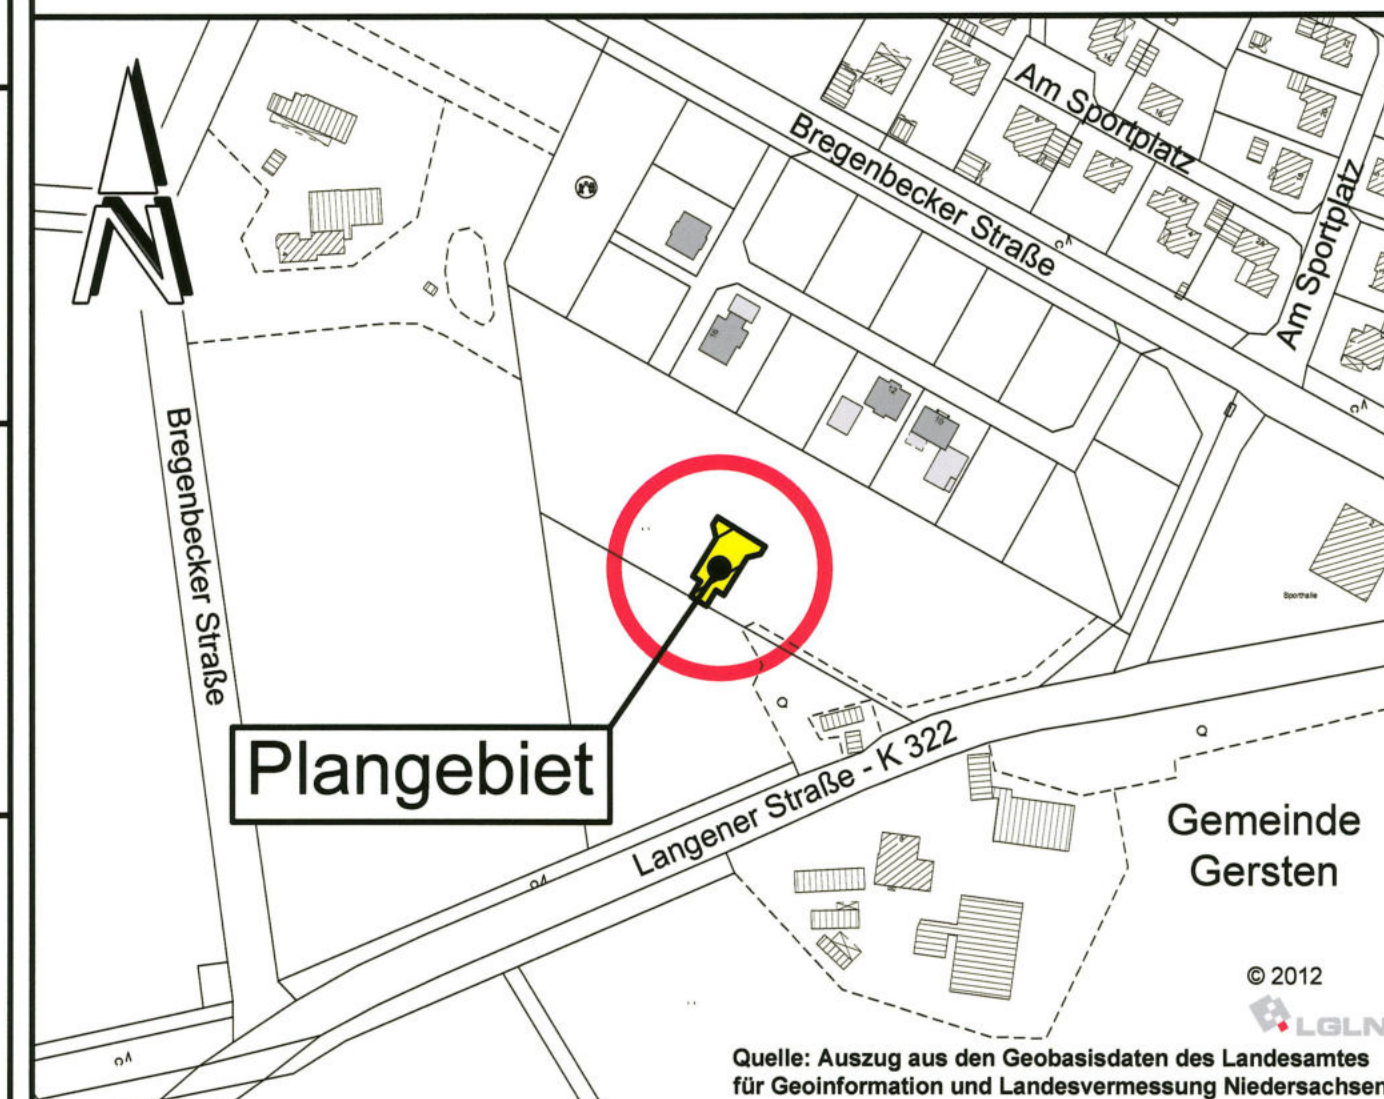 N
Am Sportplatz
Bregenbecker Straße
Am Sportplatz
Bregenbecker Straße
Sporthalle
Plangebiet
Langener Straße - K 322
Gemeinde
Gersten
© 2012
LGLN
Quelle: Auszug aus den Geobasisdaten des Landesamtes
für Geoinformation und Landesvermessung Niedersachsen